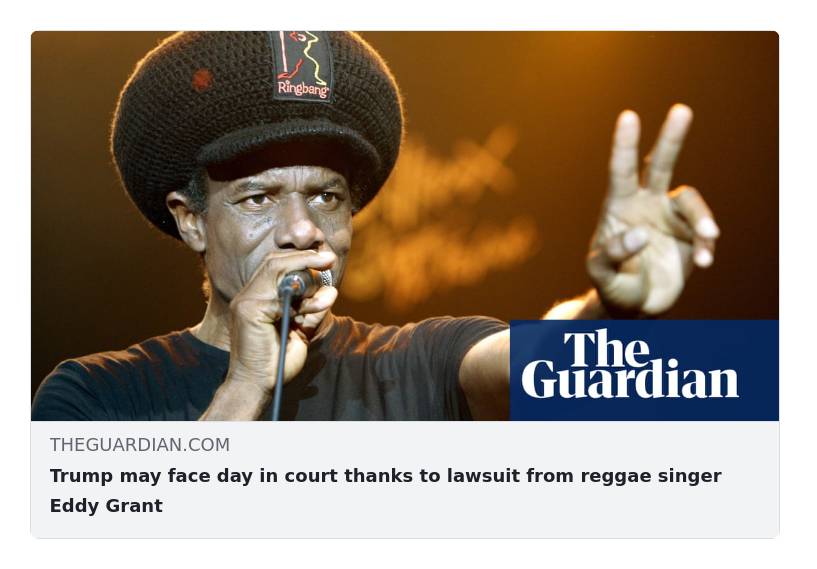 Ringbang
The
Guardian
THEGUARDIAN.COM
Trump may face day in court thanks to lawsuit from reggae singer
Eddy Grant